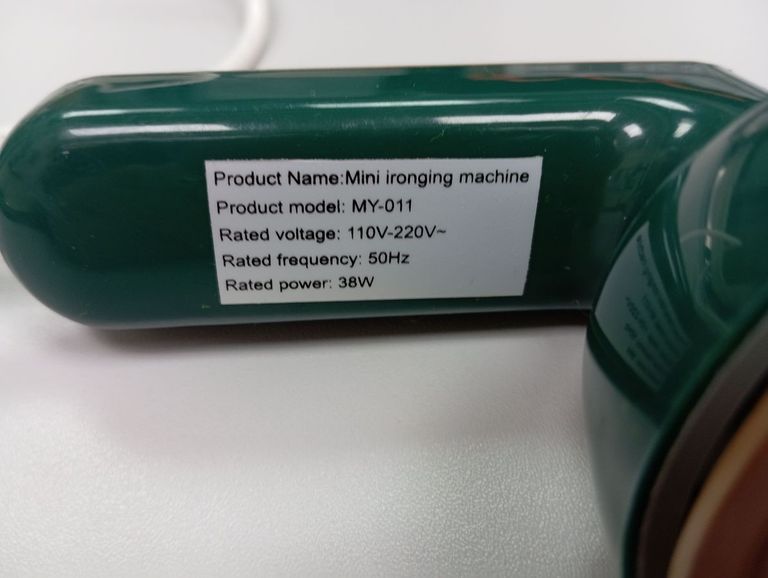 Product Name:Mini ironging machine
Product model: MY-011
Rated voltage: 110V-220V~
Rated frequency: 50Hz
Rated power: 38W